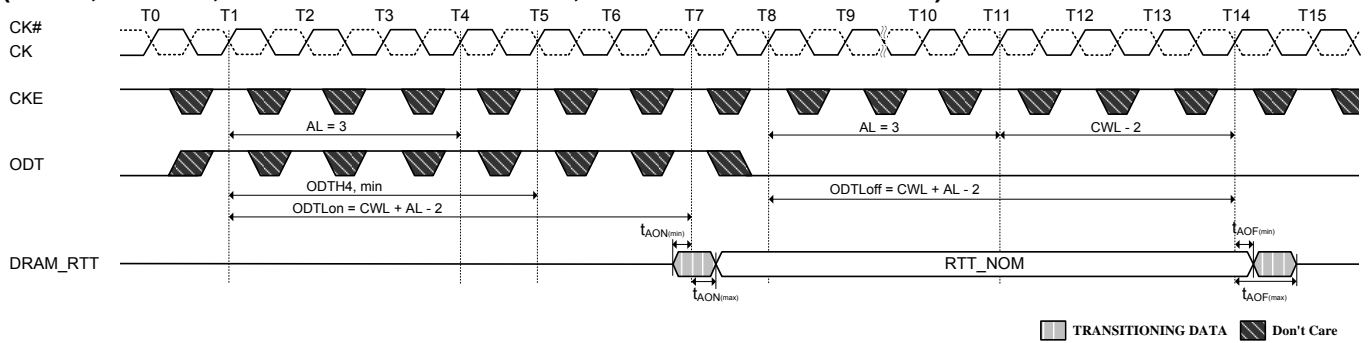 T0 T1 T2 T3 T4 T5 T6 T7 T8 T9 T10 T11 T12 T13 T14 T15
CK#
CK
CKE
AL = 3 AL = 3 CWL - 2
ODT
ODTH4, min ODTLoff = CWL + AL - 2
ODTLon = CWL + AL - 2
tAON(min) tAOF(min)
DRAM_RTT RTT_NOM
tAON(max) tAOF(max)
TRANSITIONING DATA Don't Care